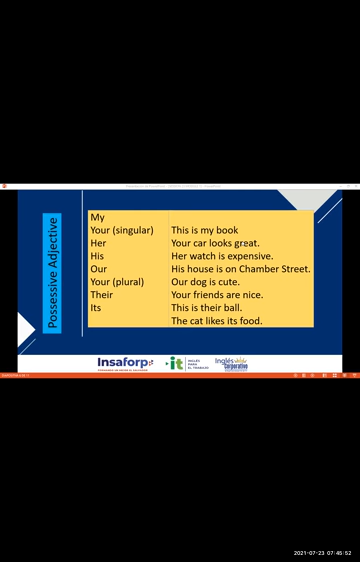 Possessive Adjective
My
Your (singular)
Her
His
Our
Your (plural)
Their
Its
This is my book
Your car looks great.
Her watch is expensive.
His house is on Chamber Street.
Our dog is cute.
Your friends are nice.
This is their ball.
The cat likes its food.
Insaforp
it
INGLÉS
PARA
EL TRABAJO
Inglés
corporativo
2021-07-23 07:45:52